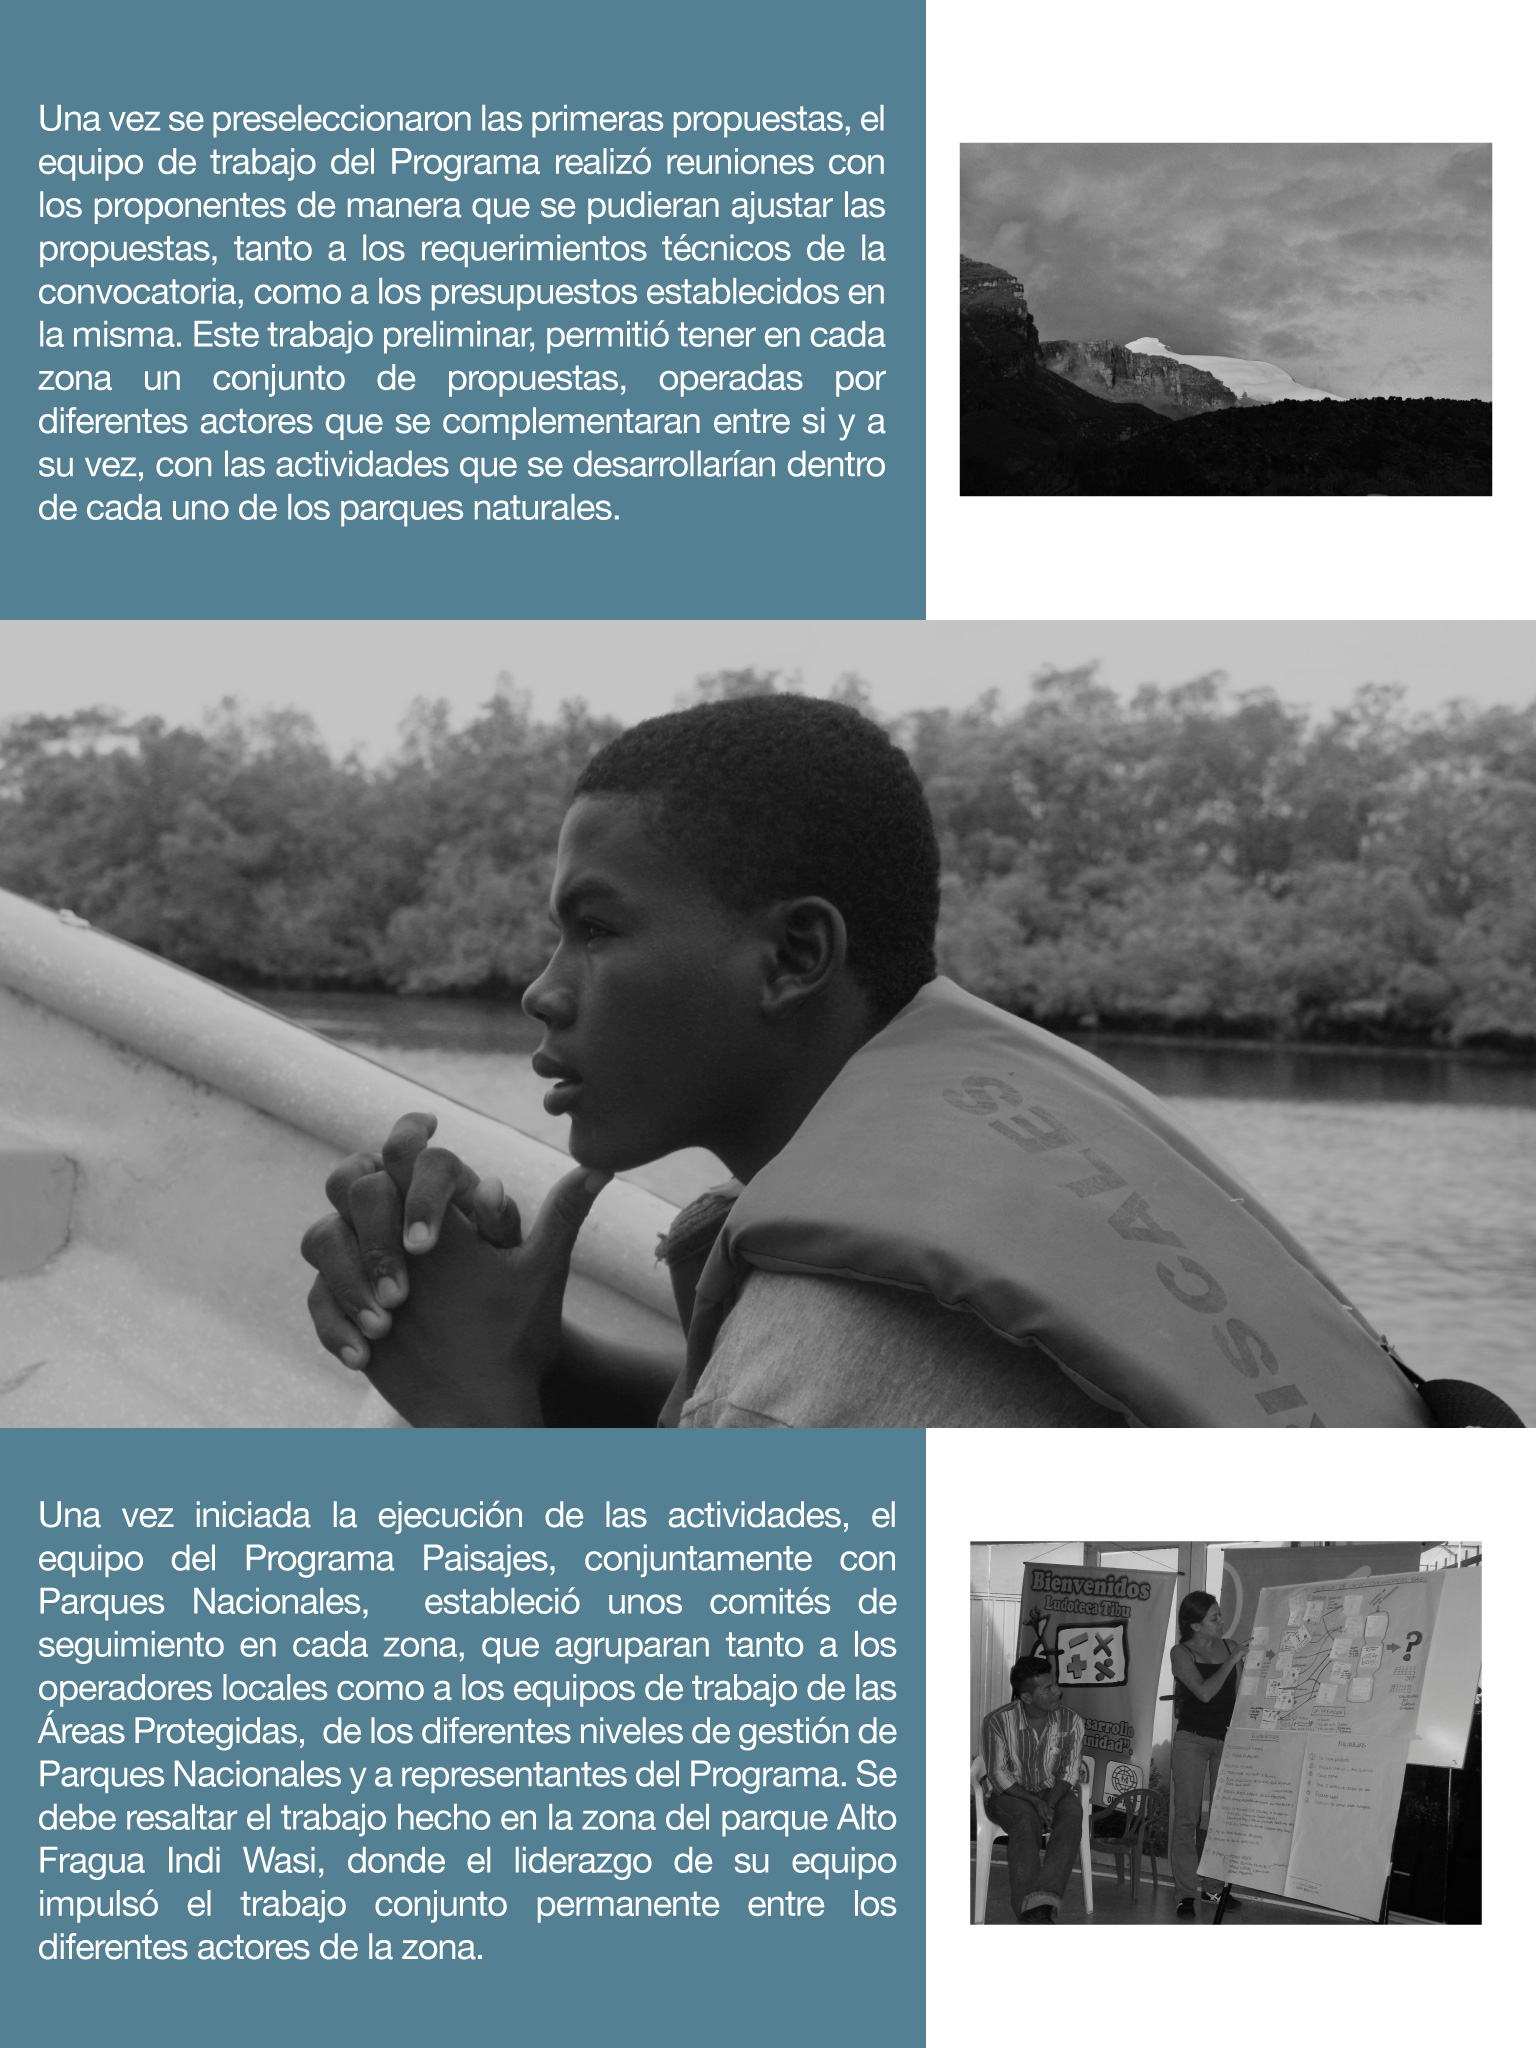 Una vez se preseleccionaron las primeras propuestas, el
equipo de trabajo del Programa realizó reuniones con
los proponentes de manera que se pudieran ajustar las
propuestas, tanto a los requerimientos técnicos de la
convocatoria, como a los presupuestos establecidos en
la misma. Este trabajo preliminar, permitió tener en cada
zona un conjunto de propuestas, operadas por
diferentes actores que se complementaran entre si y a
su vez, con las actividades que se desarrollarían dentro
de cada uno de los parques naturales.
SCALES
Una vez iniciada la ejecución de las actividades, el
equipo del Programa Paisajes, conjuntamente con
Parques Nacionales, estableció unos comités de
seguimiento en cada zona, que agruparan tanto a los
operadores locales como a los equipos de trabajo de las
Áreas Protegidas, de los diferentes niveles de gestión de
Parques Nacionales y a representantes del Programa. Se
debe resaltar el trabajo hecho en la zona del parque Alto
Fragua Indi Wasi, donde el liderazgo de su equipo
impulsó el trabajo conjunto permanente entre los
diferentes actores de la zona.
Bienvenidos
Ludoteca Tibu
?